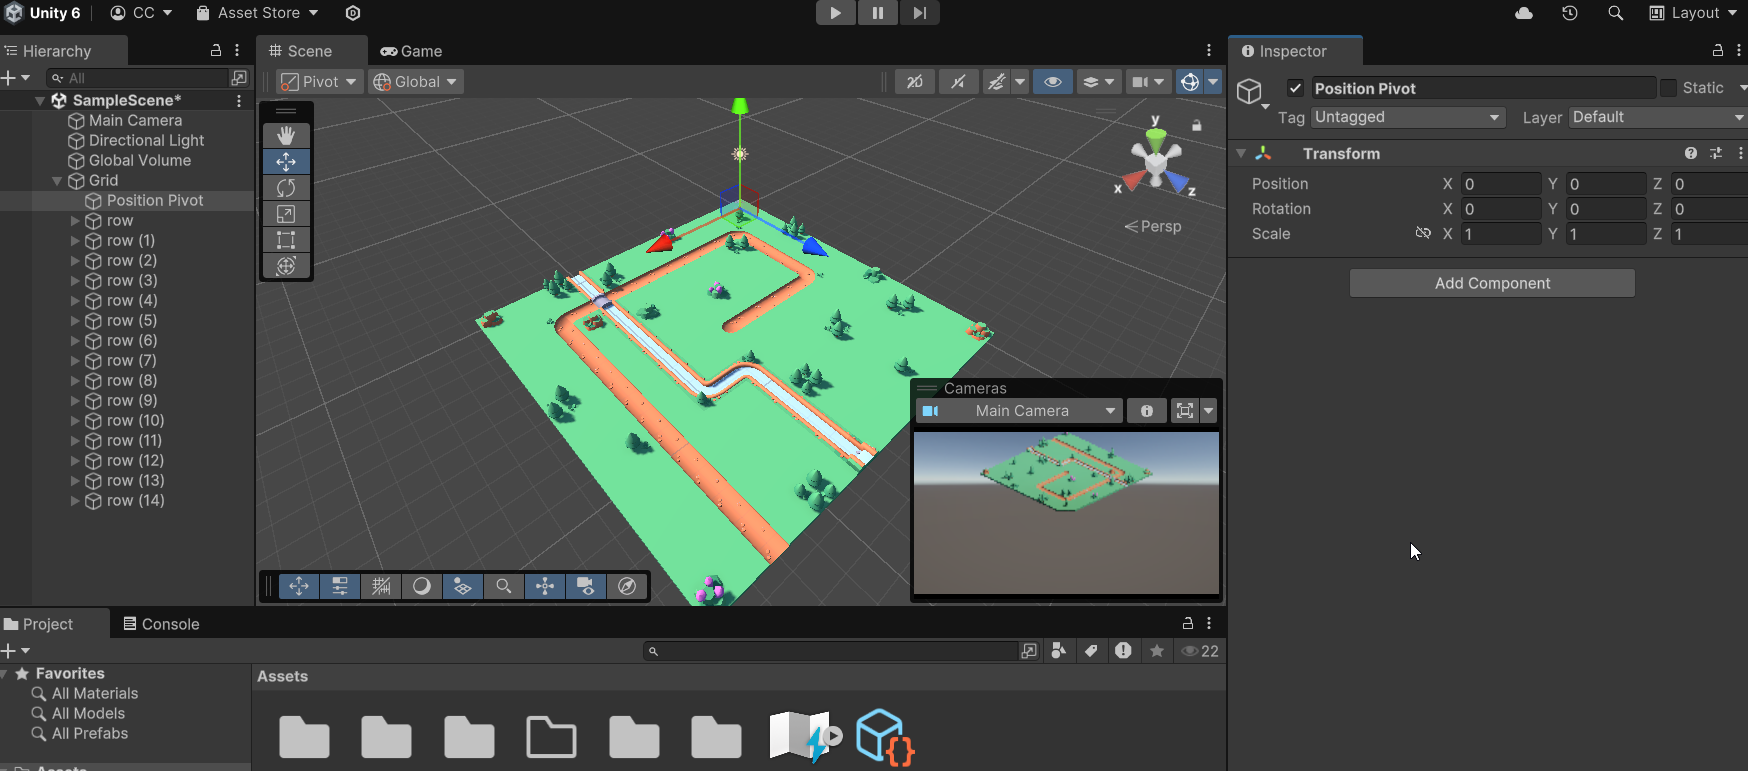 Unity 6 CC Asset Store Layout
Hierarchy
All
SampleScene*
Main Camera
Directional Light
Global Volume
Grid
Position Pivot
row
row (1)
row (2)
row (3)
row (4)
row (5)
row (6)
row (7)
row (8)
row (9)
row (10)
row (11)
row (12)
row (13)
row (14)
Scene Game
Pivot Global 2D
y
x
z
Persp
Cameras
Main Camera
Inspector
Position Pivot Static
Tag Untagged Layer Default
Transform
Position X 0 Y 0 Z 0
Rotation X 0 Y 0 Z 0
Scale X 1 Y 1 Z 1
Add Component
Project Console
22
Favorites
All Materials
All Models
All Prefabs
Assets
Assets